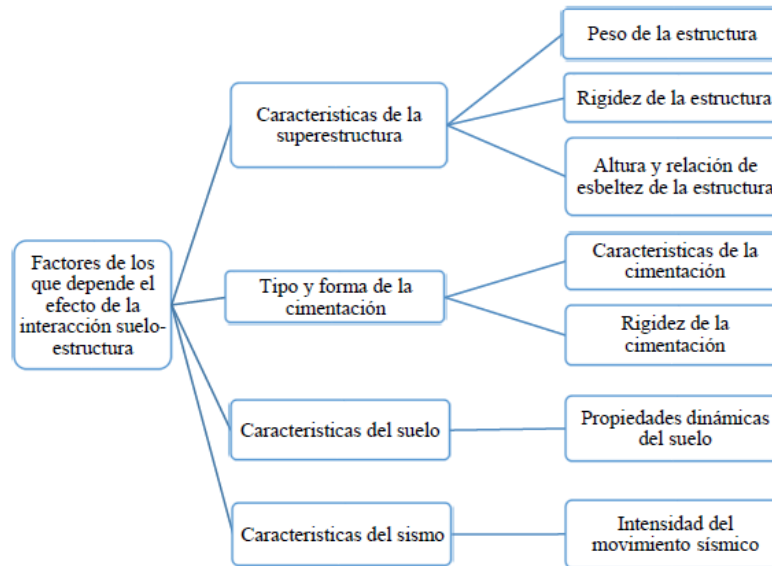 Factores de los
que depende el
efecto de la
interacción suelo-
estructura
Caracteristicas de la
superestructura
Peso de la estructura
Rigidez de la estructura
Altura y relación de
esbeltez de la estructura
Tipo y forma de la
cimentación
Caracteristicas de la
cimentación
Rigidez de la
cimentación
Caracteristicas del suelo
Propiedades dinámicas
del suelo
Caracteristicas del sismo
Intensidad del
movimiento sísmico